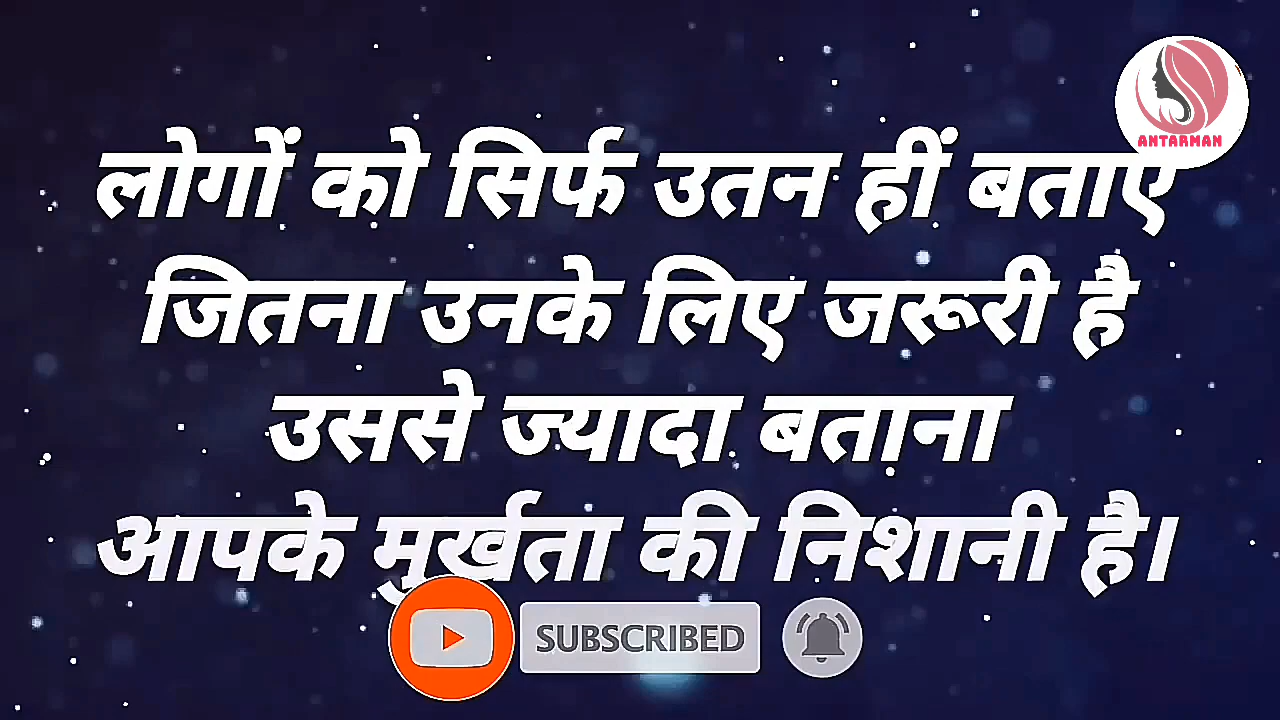 ANTARMAN
लोगों को सिर्फ उतन हीं बताए
जितना उनके लिए जरूरी है
उससे ज्यादा बताना
आपके मुर्खता की निशानी है।
SUBSCRIBED